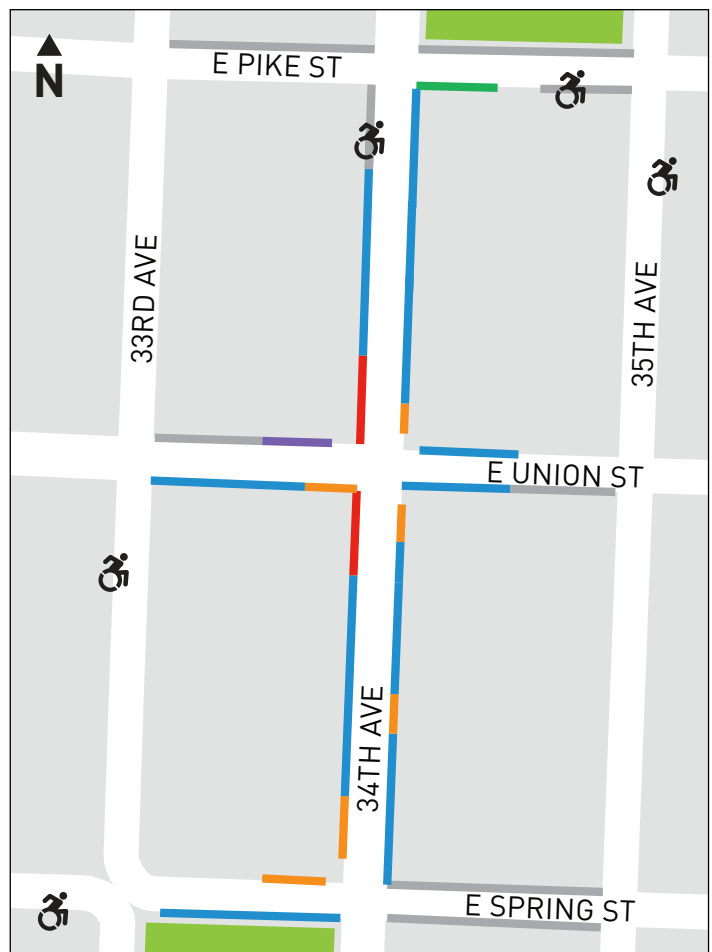 E PIKE ST
N
33RD AVE
35TH AVE
E UNION ST
34TH AVE
E SPRING ST